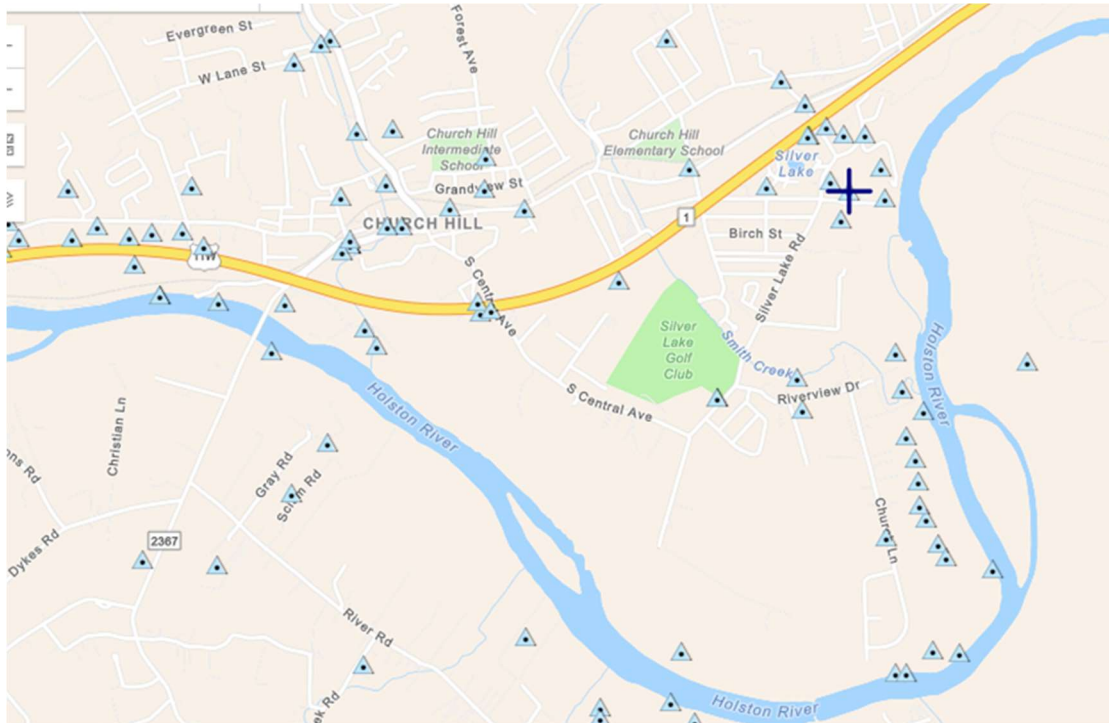 Evergreen St
W Lane St
Forest Ave
Church Hill
Intermediate
School
Church Hill
Elementary School
Silver
Lake
Grandview St
CHURCH HILL
1
Birch St
11W
S Central Ave
Silver Lake Rd
Silver
Lake
Golf
Club
Smith Creek
Holston River
Riverview Dr
S Central Ave
Holston River
Christian Ln
Gray Rd
ons Rd
2367
Dykes Rd
Church Ln
River Rd
ek Rd
Holston River